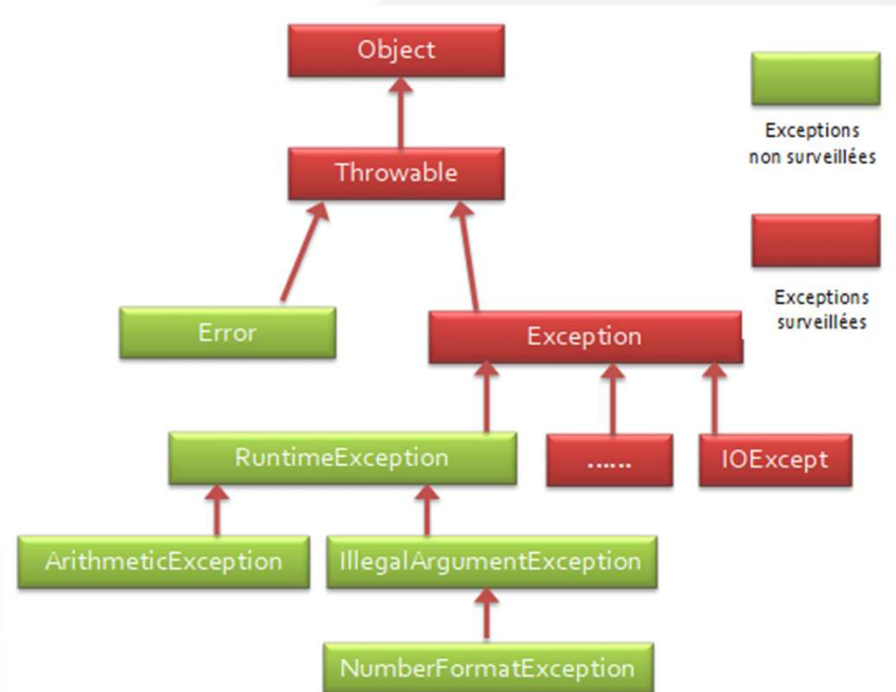 Object
Exceptions
non surveillées
Throwable
Exceptions
surveillées
Error
Exception
RuntimeException
......
IOExcept
ArithmeticException
IllegalArgumentException
NumberFormatException